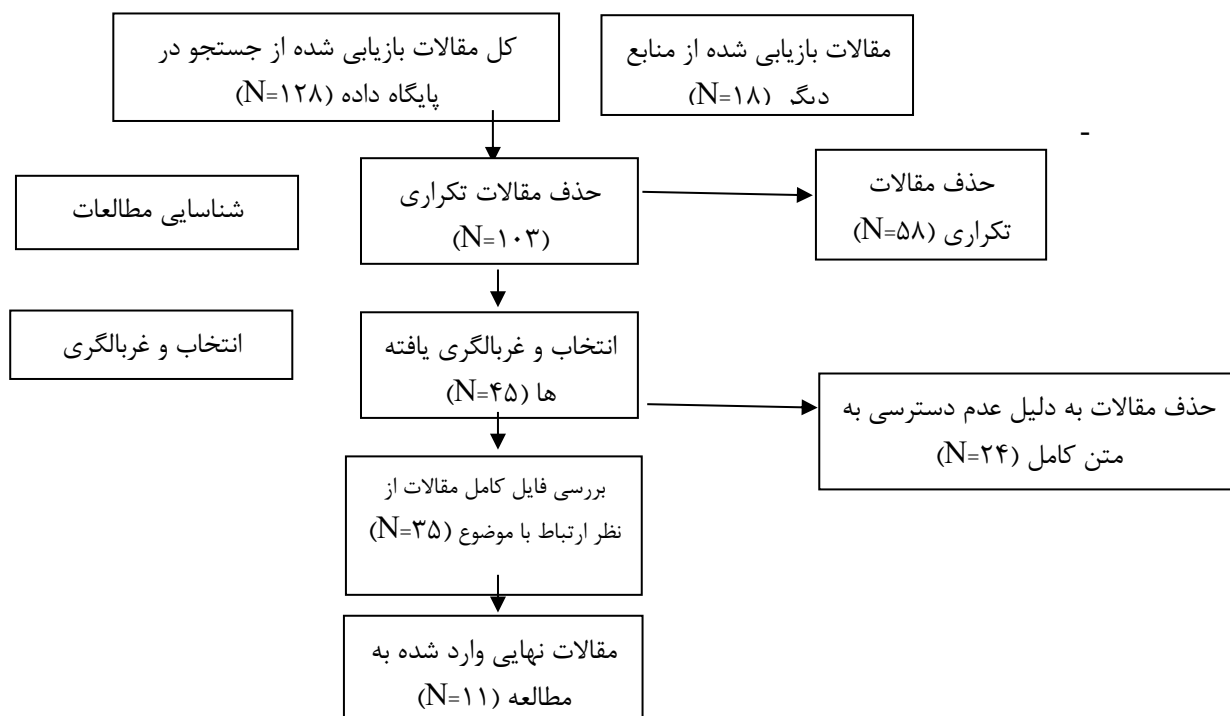 کل مقالات بازیابی شده از جستجو در
پایگاه داده (N=۱۲۸)
مقالات بازیابی شده از منابع
دیگر (N=۱۸)
-
شناسایی مطالعات
حذف مقالات تکراری
(N=۱۰۳)
حذف مقالات
تکراری (N=۵۸)
انتخاب و غربالگری
انتخاب و غربالگری یافته
ها (N=۴۵)
حذف مقالات به دلیل عدم دسترسی به
متن کامل (N=۲۴)
بررسی فایل کامل مقالات از
نظر ارتباط با موضوع (N=۳۵)
مقالات نهایی وارد شده به
مطالعه (N=۱۱)